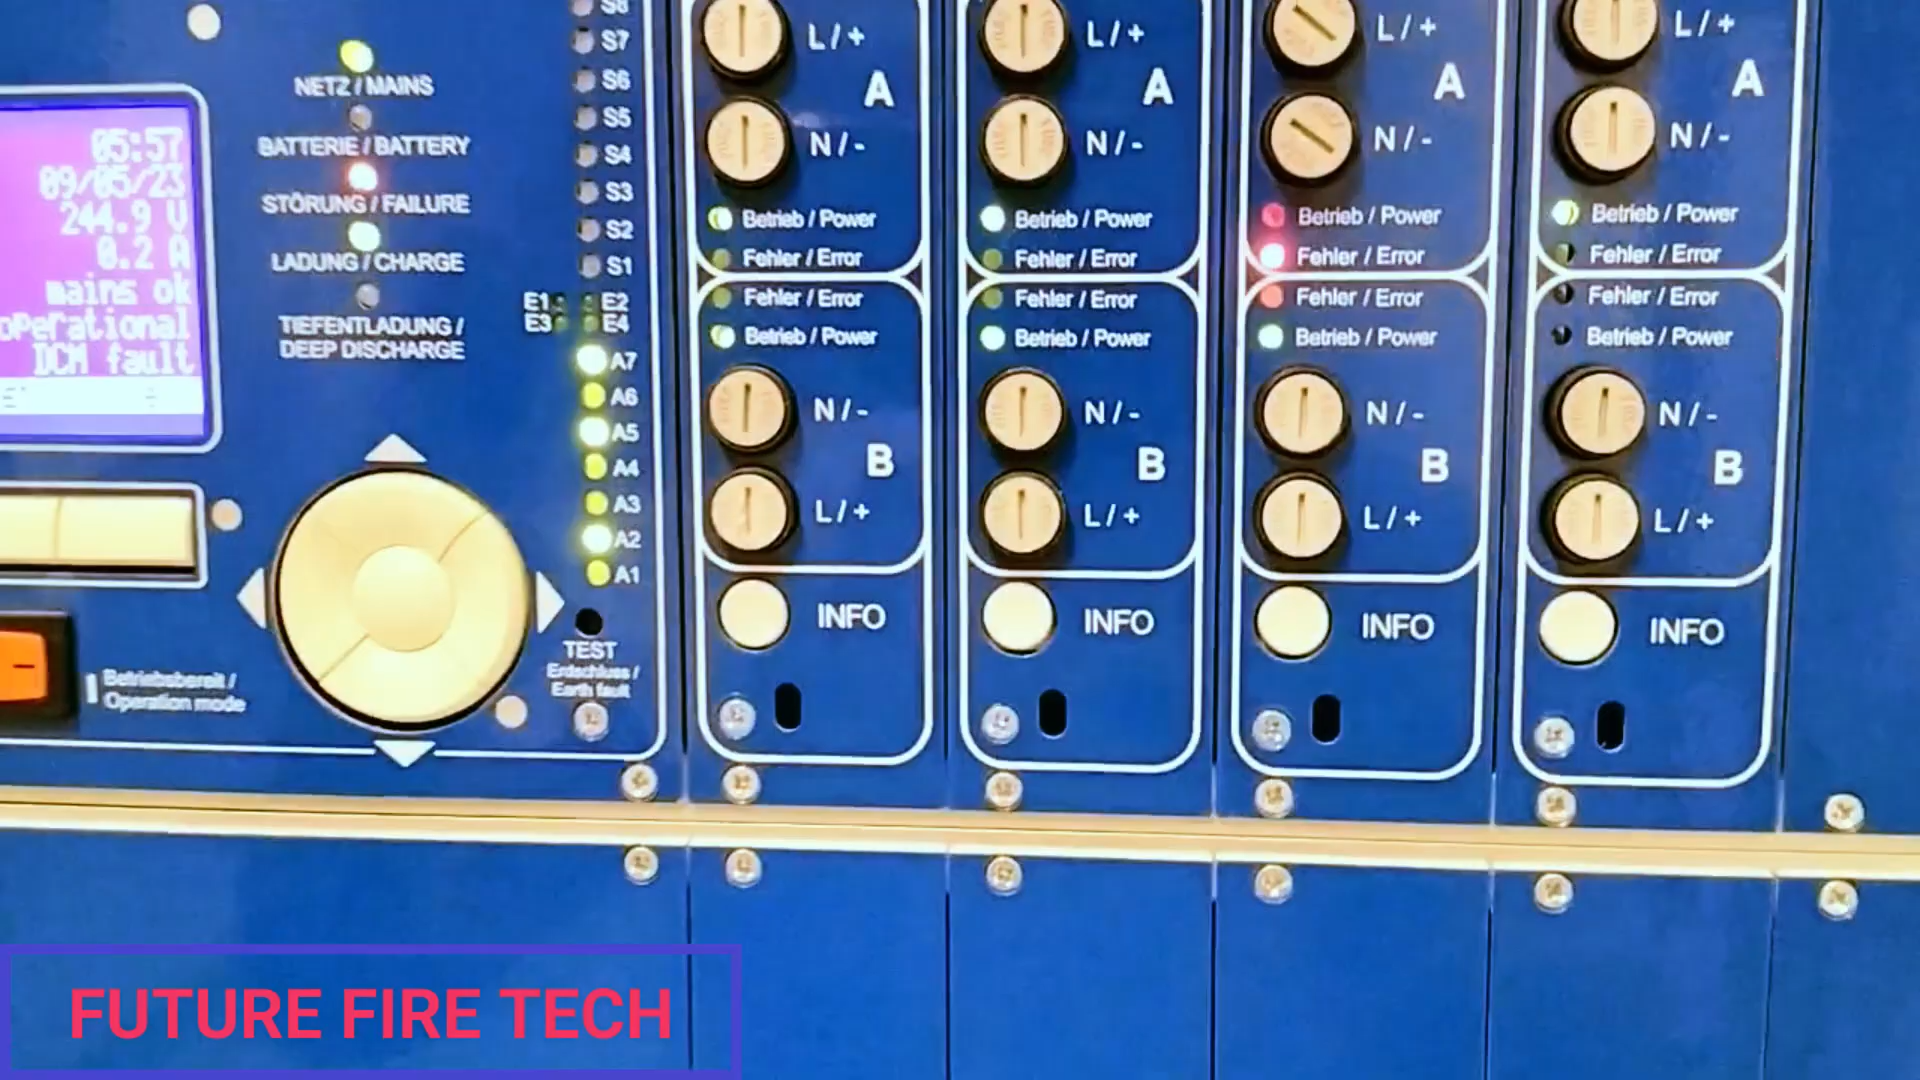 05:57
09/05/23
244.9 V
0.2 A
mains ok
operational
DCM fault
NETZ / MAINS
BATTERIE / BATTERY
STÖRUNG / FAILURE
LADUNG / CHARGE
TIEFENTLADUNG /
DEEP DISCHARGE
Betriebsbereit /
Operation mode
S8
S7
S6
S5
S4
S3
S2
S1
E1 E2
E3 E4
A7
A6
A5
A4
A3
A2
A1
TEST
Erdschluss /
Earth fault
L / +
A
N / -
Betrieb / Power
Fehler / Error
Fehler / Error
Betrieb / Power
N / -
B
L / +
INFO
L / +
A
N / -
Betrieb / Power
Fehler / Error
Fehler / Error
Betrieb / Power
N / -
B
L / +
INFO
L / +
A
N / -
Betrieb / Power
Fehler / Error
Fehler / Error
Betrieb / Power
N / -
B
L / +
INFO
L / +
A
N / -
Betrieb / Power
Fehler / Error
Fehler / Error
Betrieb / Power
N / -
B
L / +
INFO
FUTURE FIRE TECH